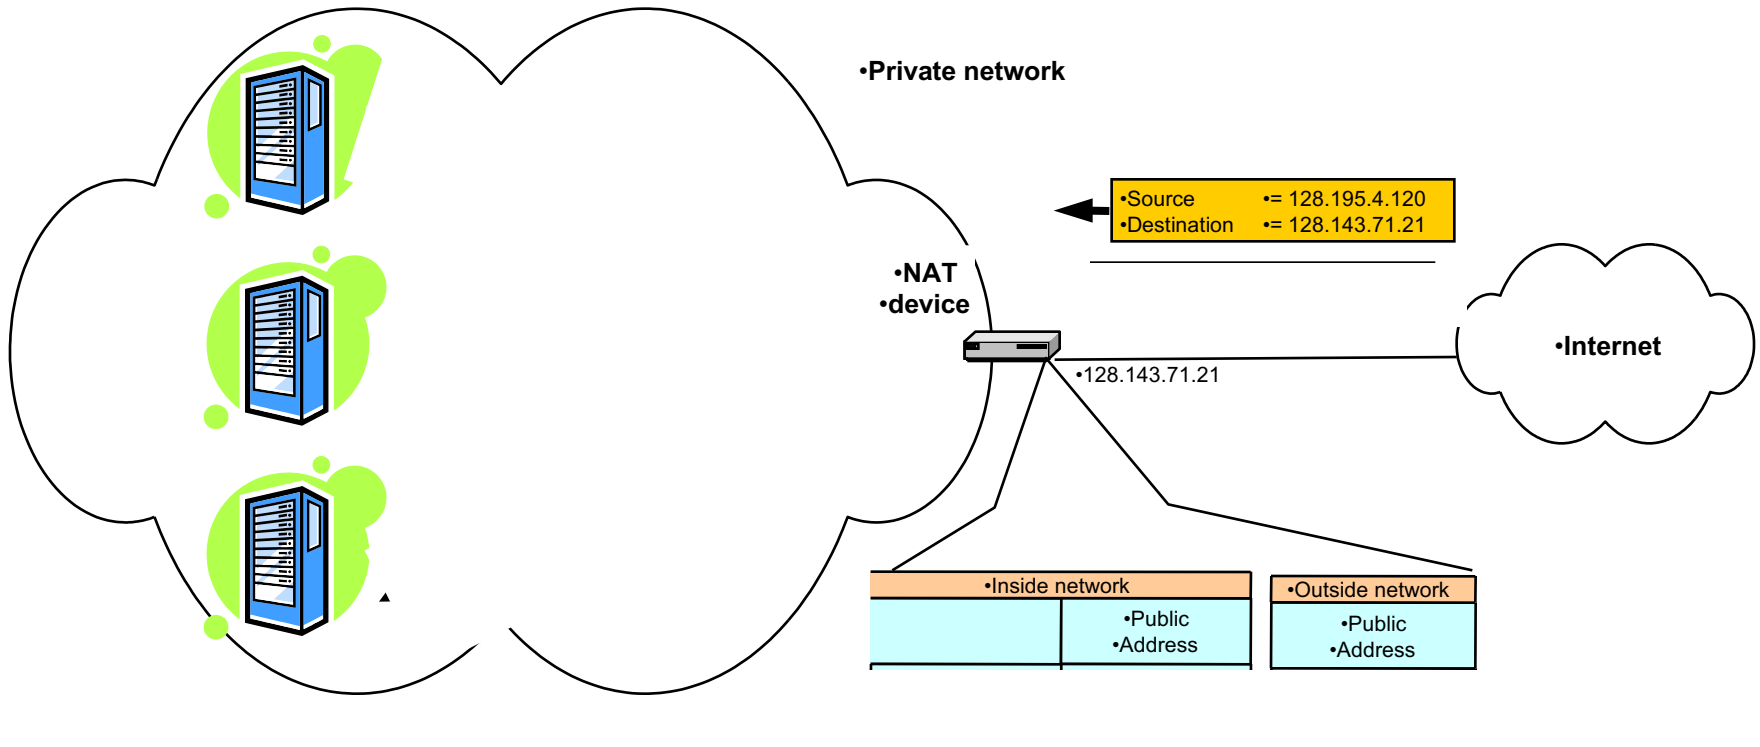 •Private network
•Source •= 128.195.4.120
•Destination •= 128.143.71.21
•NAT
•device
•Internet
•128.143.71.21
•Inside network
•Outside network
•Public
•Address
•Public
•Address